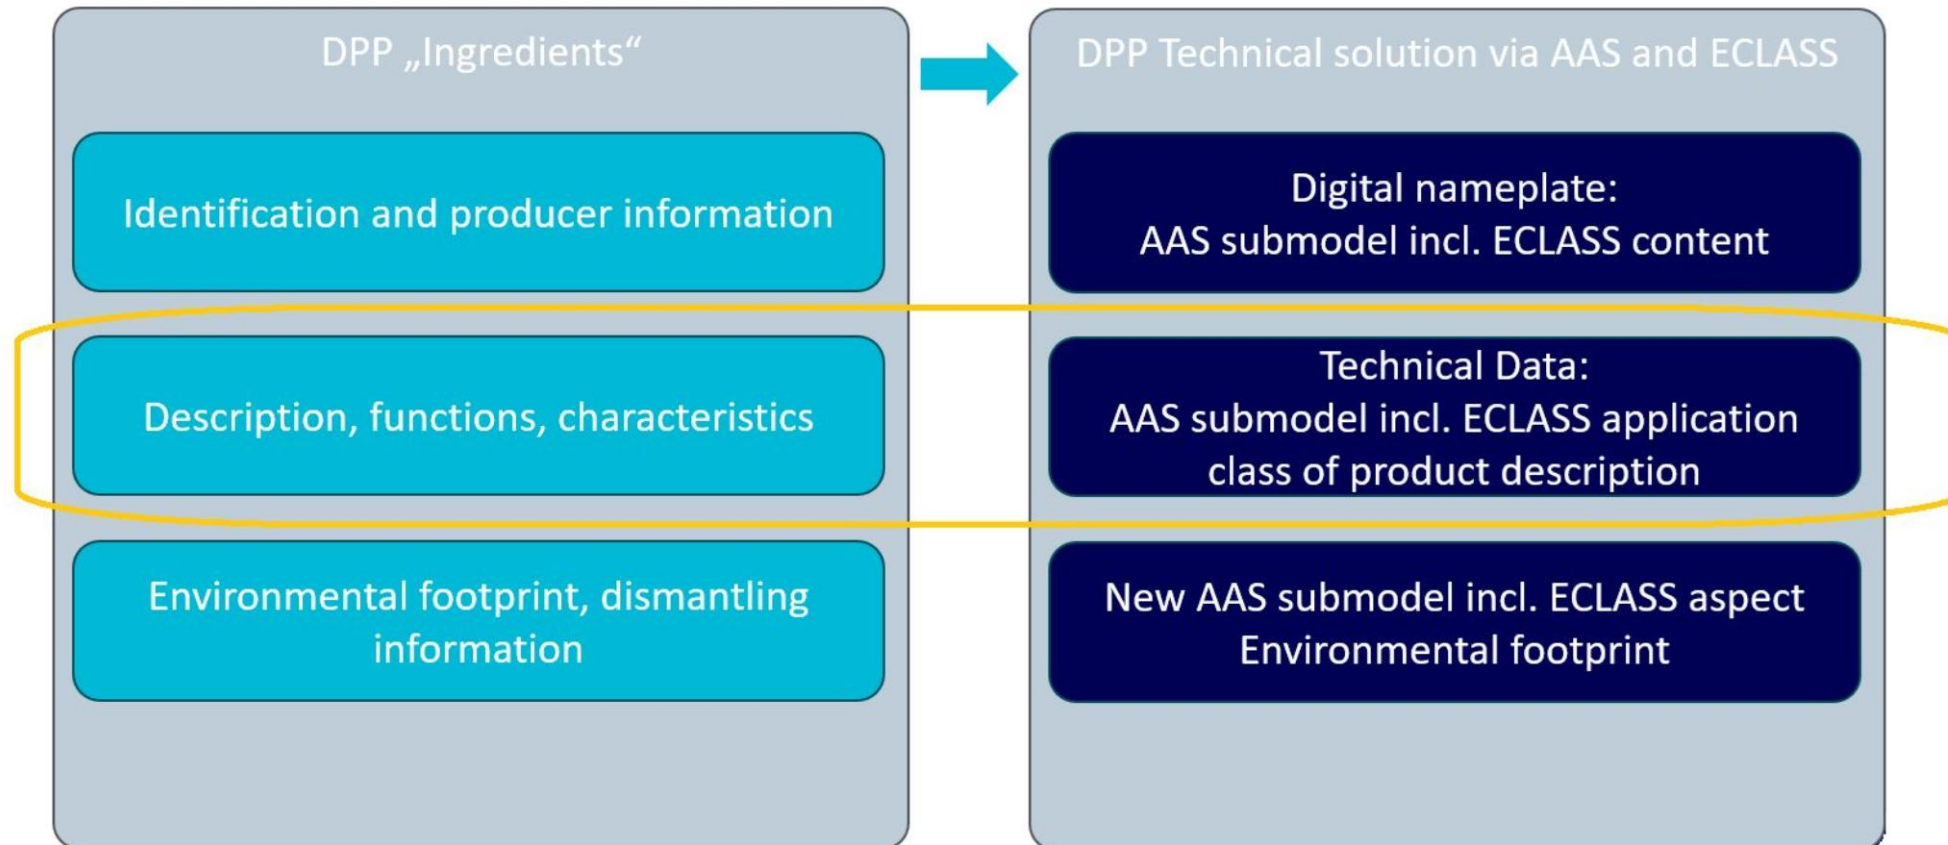 DPP „Ingredients“
DPP Technical solution via AAS and ECLASS
Identification and producer information
Digital nameplate:
AAS submodel incl. ECLASS content
Description, functions, characteristics
Technical Data:
AAS submodel incl. ECLASS application
class of product description
Environmental footprint, dismantling
information
New AAS submodel incl. ECLASS aspect
Environmental footprint